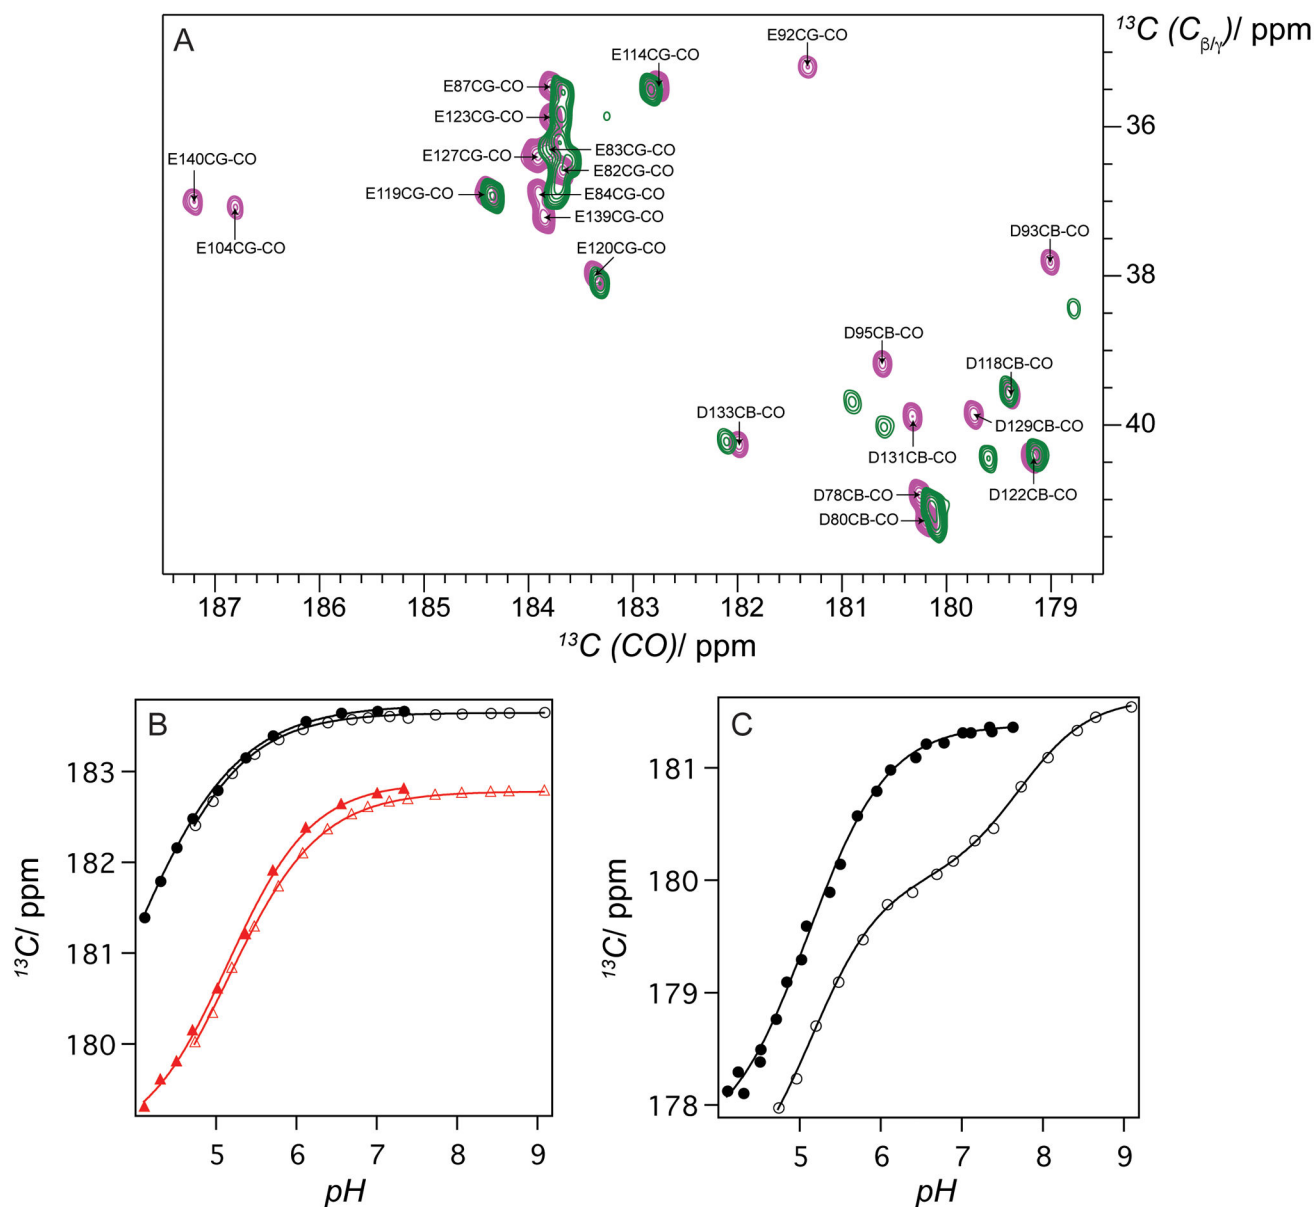 A
¹³C (Cβ/γ)/ ppm
E92CG-CO
E114CG-CO
E87CG-CO
E123CG-CO
36
E127CG-CO
E83CG-CO
E140CG-CO
E82CG-CO
E119CG-CO
E84CG-CO
E139CG-CO
E104CG-CO
E120CG-CO
D93CB-CO
38
D95CB-CO
D118CB-CO
D133CB-CO
D129CB-CO
40
D131CB-CO
D78CB-CO
D122CB-CO
D80CB-CO
187 186 185 184 183 182 181 180 179
¹³C (CO)/ ppm
B
183
182
181
180
¹³C/ ppm
5 6 7 8 9
pH
C
181
180
179
178
¹³C/ ppm
5 6 7 8 9
pH